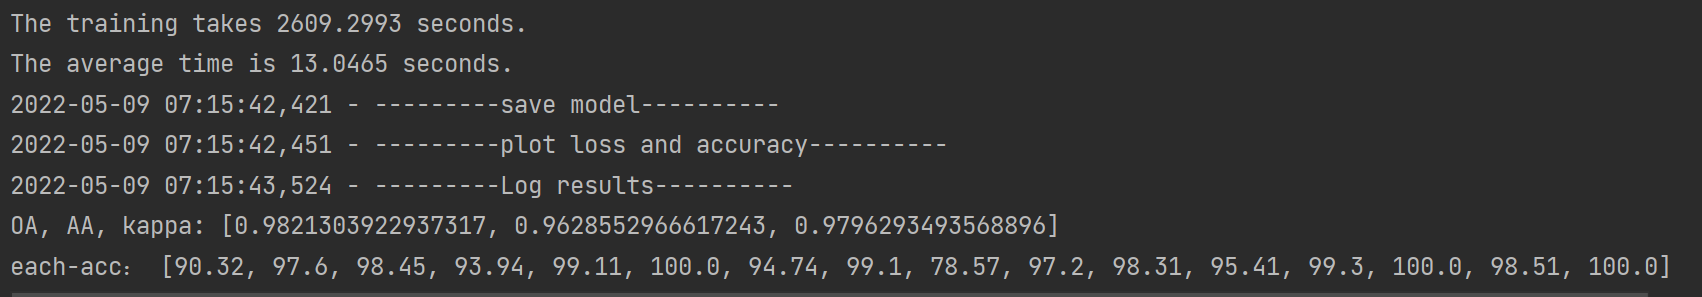 The training takes 2609.2993 seconds.
The average time is 13.0465 seconds.
2022-05-09 07:15:42,421 - ---------save model----------
2022-05-09 07:15:42,451 - ---------plot loss and accuracy----------
2022-05-09 07:15:43,524 - ---------Log results----------
OA, AA, kappa: [0.9821303922937317, 0.9628552966617243, 0.9796293493568896]
each-acc： [90.32, 97.6, 98.45, 93.94, 99.11, 100.0, 94.74, 99.1, 78.57, 97.2, 98.31, 95.41, 99.3, 100.0, 98.51, 100.0]